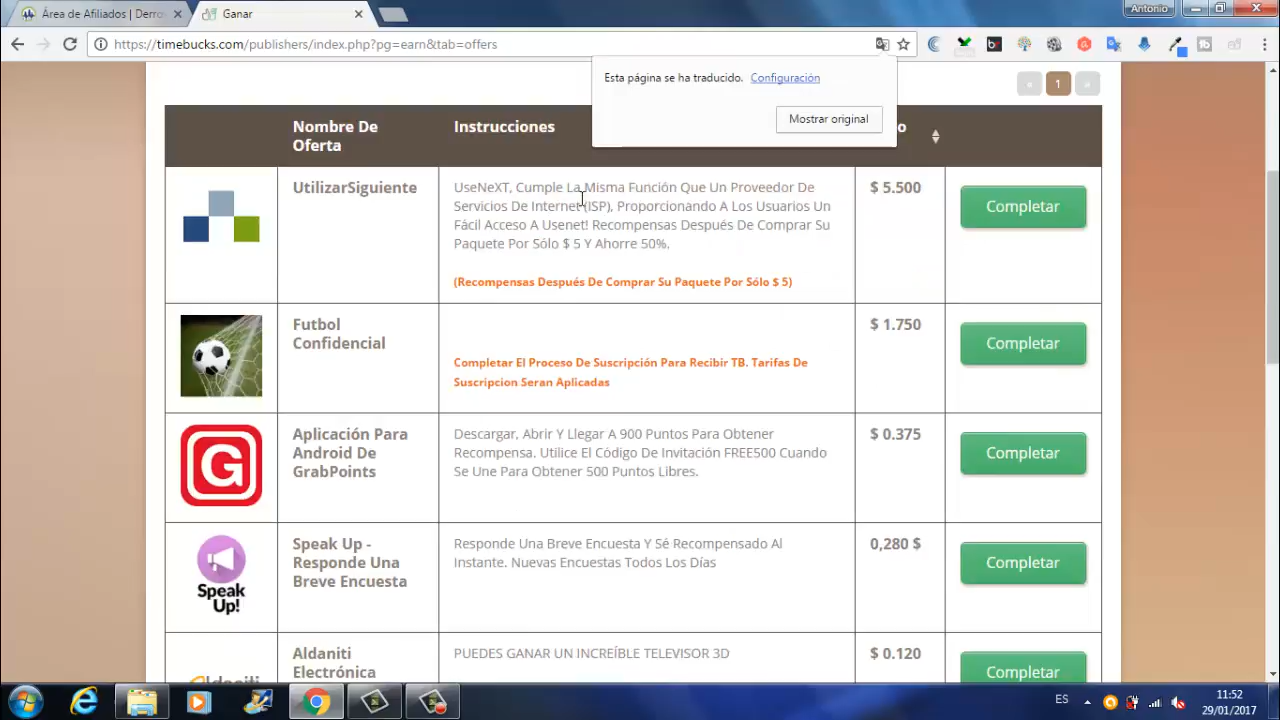 Área de Afiliados | Derro
Ganar
Antonio
https://timebucks.com/publishers/index.php?pg=earn&tab=offers
Esta página se ha traducido. Configuración
Mostrar original
« 1 »
Nombre De
Oferta
Instrucciones
o
UtilizarSiguiente
UseNeXT, Cumple La Misma Función Que Un Proveedor De
Servicios De Internet (ISP), Proporcionando A Los Usuarios Un
Fácil Acceso A Usenet! Recompensas Después De Comprar Su
Paquete Por Sólo $ 5 Y Ahorre 50%.
(Recompensas Después De Comprar Su Paquete Por Sólo $ 5)
$ 5.500
Completar
Futbol
Confidencial
Completar El Proceso De Suscripción Para Recibir TB. Tarifas De
Suscripcion Seran Aplicadas
$ 1.750
Completar
G
Aplicación Para
Android De
GrabPoints
Descargar, Abrir Y Llegar A 900 Puntos Para Obtener
Recompensa. Utilice El Código De Invitación FREE500 Cuando
Se Une Para Obtener 500 Puntos Libres.
$ 0.375
Completar
Speak
Up!
Speak Up -
Responde Una
Breve Encuesta
Responde Una Breve Encuesta Y Sé Recompensado Al
Instante. Nuevas Encuestas Todos Los Días
0,280 $
Completar
Aldaniti
Aldaniti
Electrónica
PUEDES GANAR UN INCREÍBLE TELEVISOR 3D
$ 0.120
Completar
ES
11:52
29/01/2017